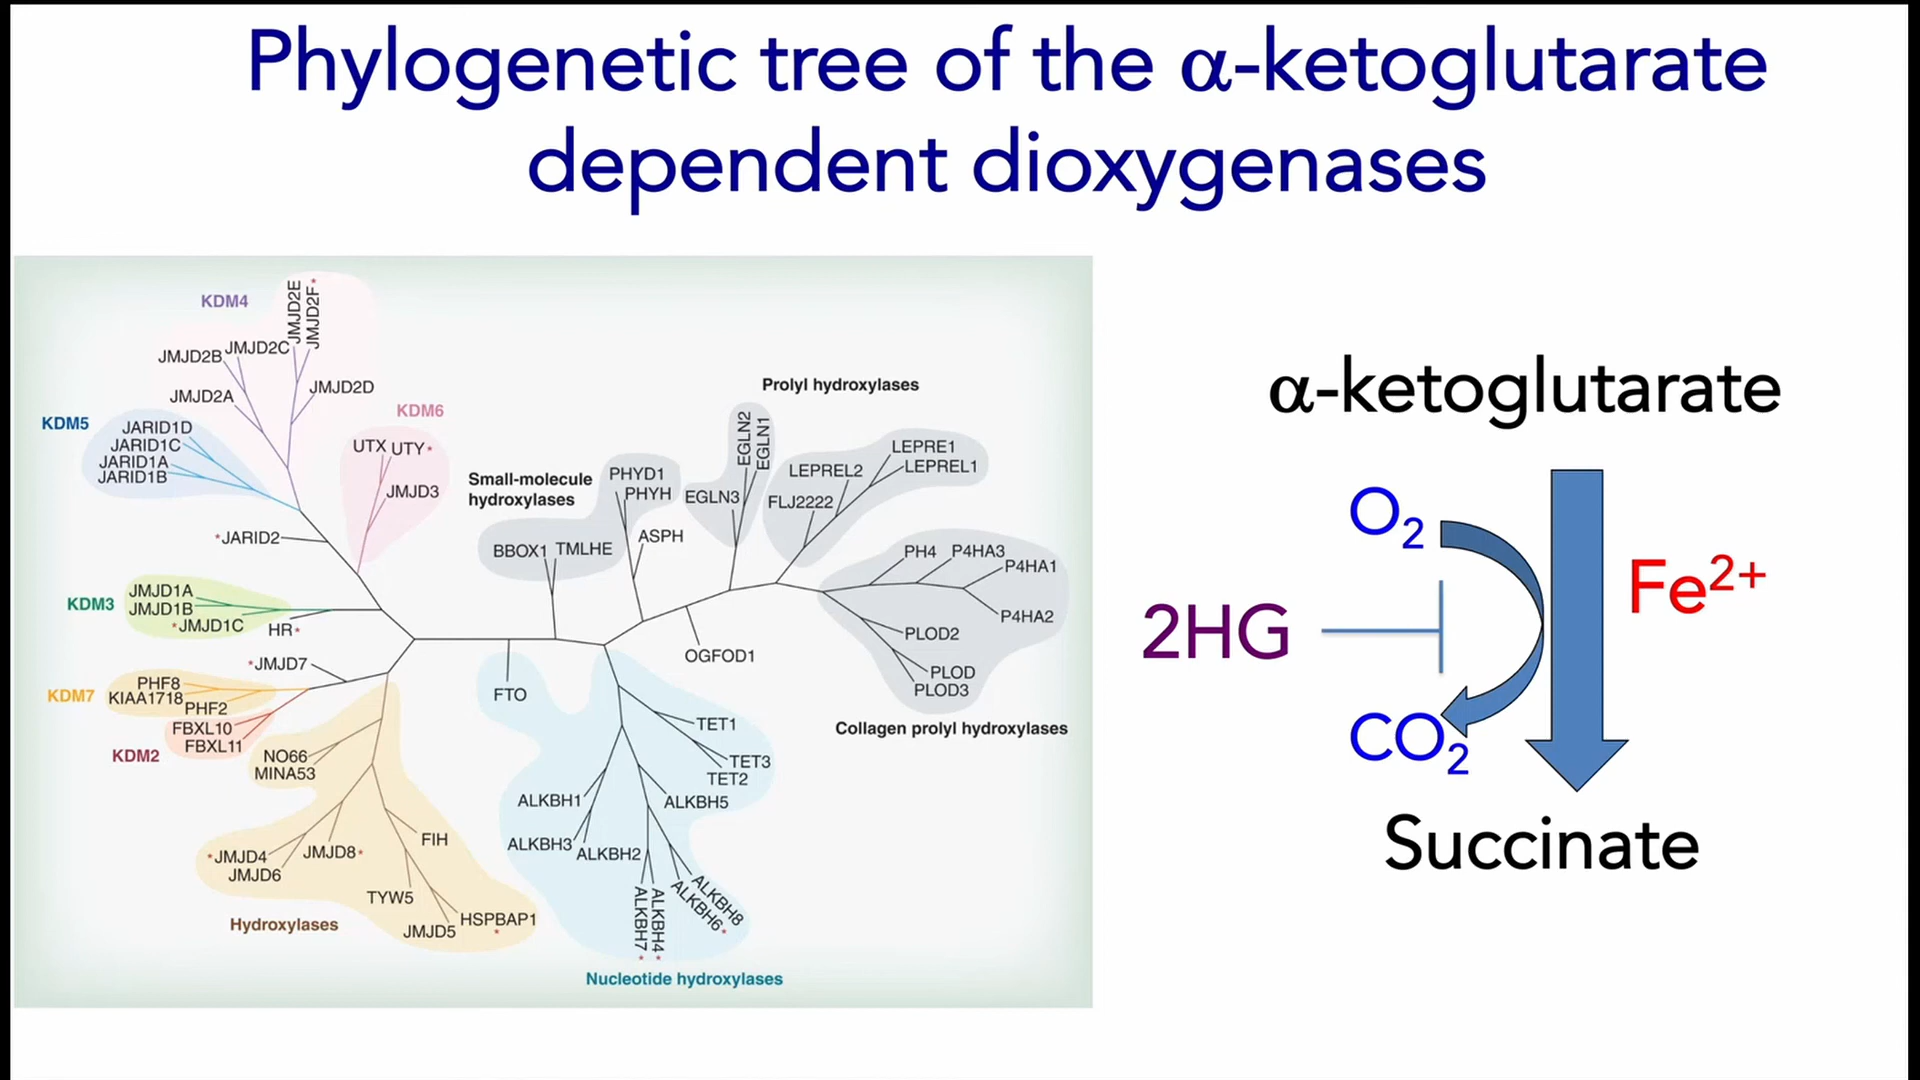 Phylogenetic tree of the α-ketoglutarate
dependent dioxygenases
KDM4
JMJD2E
JMJD2F*
JMJD2B
JMJD2C
JMJD2A
JMJD2D
KDM5
JARID1D
JARID1C
JARID1A
JARID1B
KDM6
UTX
UTY*
JMJD3
*JARID2
KDM3
JMJD1A
JMJD1B
*JMJD1C
HR*
*JMJD7
KDM7
PHF8
KIAA1718
PHF2
FBXL10
FBXL11
KDM2
NO66
MINA53
*JMJD4
JMJD6
JMJD8*
FIH
TYW5
JMJD5
HSPBAP1
*
Hydroxylases
Small-molecule
hydroxylases
BBOX1
TMLHE
PHYD1
PHYH
ASPH
Prolyl hydroxylases
EGLN2
EGLN1
EGLN3
LEPRE1
LEPREL1
LEPREL2
FLJ2222
PH4
P4HA3
P4HA1
P4HA2
PLOD2
PLOD
PLOD3
Collagen prolyl hydroxylases
OGFOD1
FTO
TET1
TET3
TET2
ALKBH1
ALKBH5
ALKBH3
ALKBH2
ALKBH7*
ALKBH4*
ALKBH6*
ALKBH8
Nucleotide hydroxylases
α-ketoglutarate
O2
Fe2+
2HG
CO2
Succinate